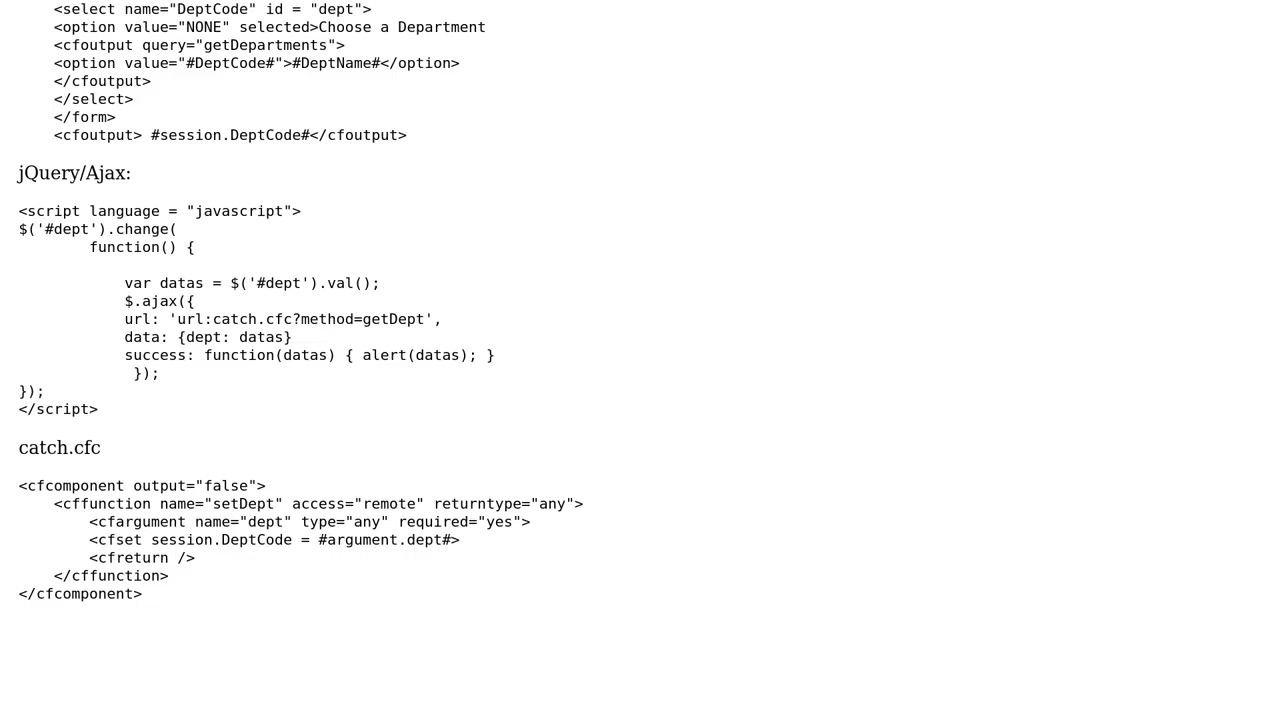 <select name="DeptCode" id = "dept">
<option value="NONE" selected>Choose a Department
<cfoutput query="getDepartments">
<option value="#DeptCode#">#DeptName#</option>
</cfoutput>
</select>
</form>
<cfoutput> #session.DeptCode#</cfoutput>
jQuery/Ajax:
<script language = "javascript">
$('#dept').change(
function() {
var datas = $('#dept').val();
$.ajax({
url: 'url:catch.cfc?method=getDept',
data: {dept: datas}
success: function(datas) { alert(datas); }
});
});
</script>
catch.cfc
<cfcomponent output="false">
<cffunction name="setDept" access="remote" returntype="any">
<cfargument name="dept" type="any" required="yes">
<cfset session.DeptCode = #argument.dept#>
<cfreturn />
</cffunction>
</cfcomponent>